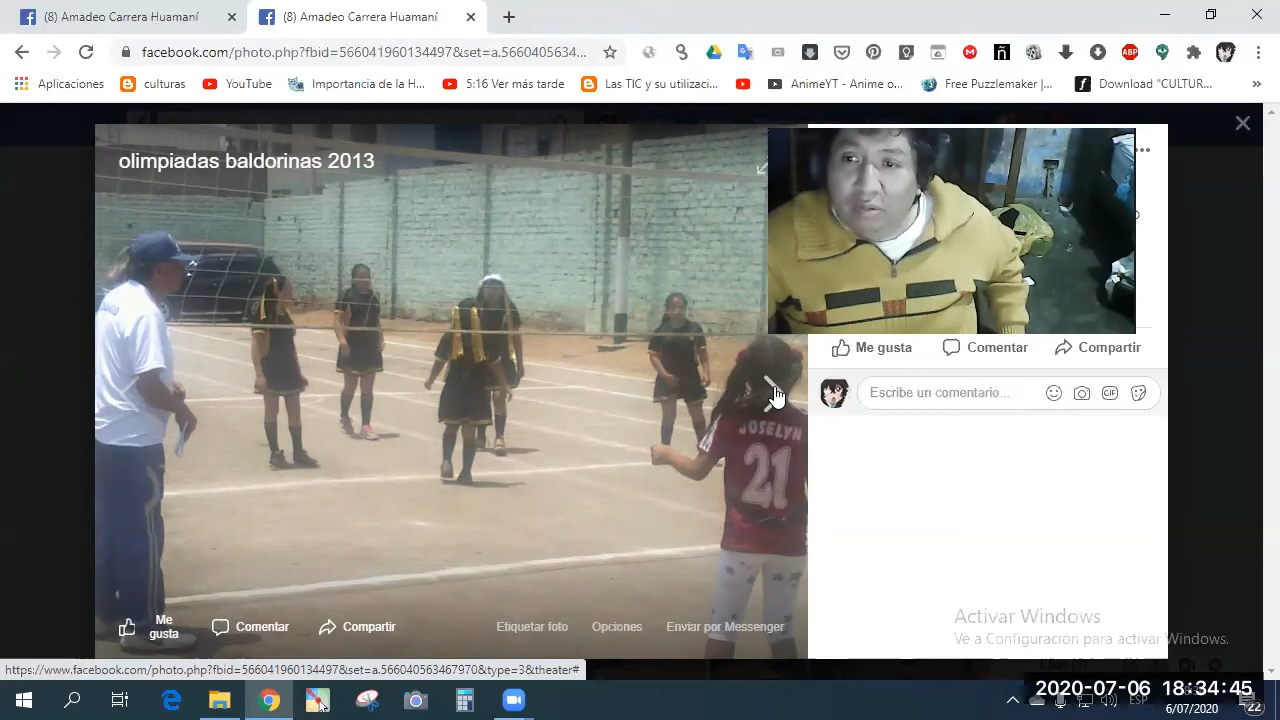 (8) Amadeo Carrera Huamaní
(8) Amadeo Carrera Huamaní
facebook.com/photo.php?fbid=566041960134497&set=a.5660405634...
ABP
Aplicaciones
culturas
YouTube
Importancia de la H...
5:16 Ver más tarde
Las TIC y su utilizaci...
AnimeYT - Anime o...
Free Puzzlemaker |...
Download "CULTUR...
olimpiadas baldorinas 2013
Me gusta
Comentar
Compartir
Escribe un comentario...
GIF
JOSELYN
21
Me gusta
Comentar
Compartir
Etiquetar foto
Opciones
Enviar por Messenger
Activar Windows
Ve a Configuración para activar Windows.
https://www.facebook.com/photo.php?fbid=566041960134497&set=a.566040563467970&type=3&theater#
2020-07-06 18:34:45
ESP
6/07/2020
22